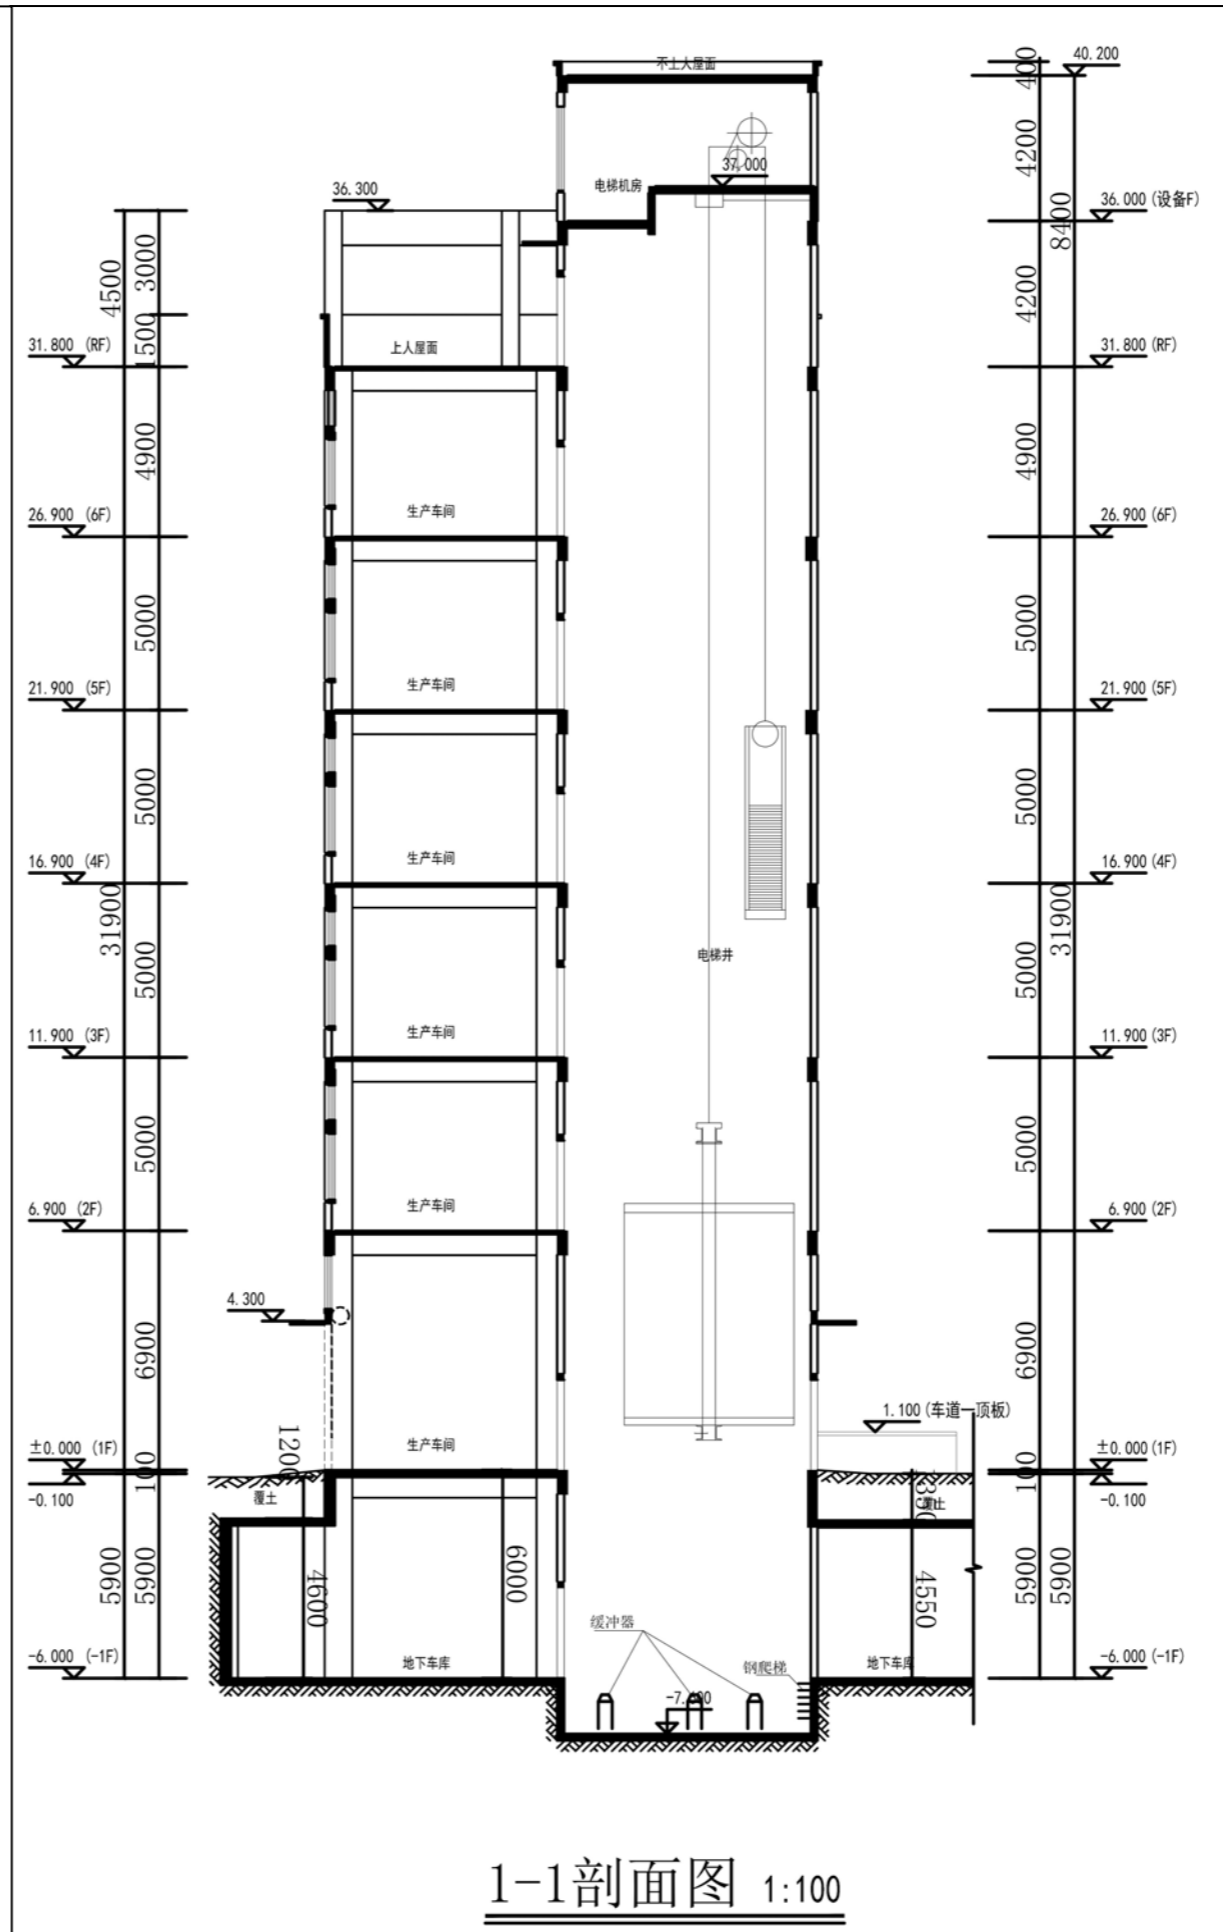 不上人屋面
400
40.200
4200
电梯机房
37.000
36.300
36.000(设备F)
8400
4500
3000
4200
1500
31.800 (RF)
上人屋面
31.800(RF)
4900
4900
生产车间
26.900 (6F)
26.900(6F)
5000
5000
生产车间
21.900 (5F)
21.900(5F)
5000
5000
生产车间
16.900 (4F)
16.900(4F)
31900
31900
电梯井
5000
5000
生产车间
11.900 (3F)
11.900(3F)
5000
5000
生产车间
6.900 (2F)
6.900(2F)
4.300
6900
6900
1.100(车道一顶板)
1200
生产车间
±0.000 (1F)
±0.000(1F)
100
100
-0.100
-0.100
覆土
覆土
5900
5900
4600
6000
4550
5900
5900
缓冲器
地下车库
钢爬梯
地下车库
-6.000 (-1F)
-6.000(-1F)
1-1剖面图 1:100